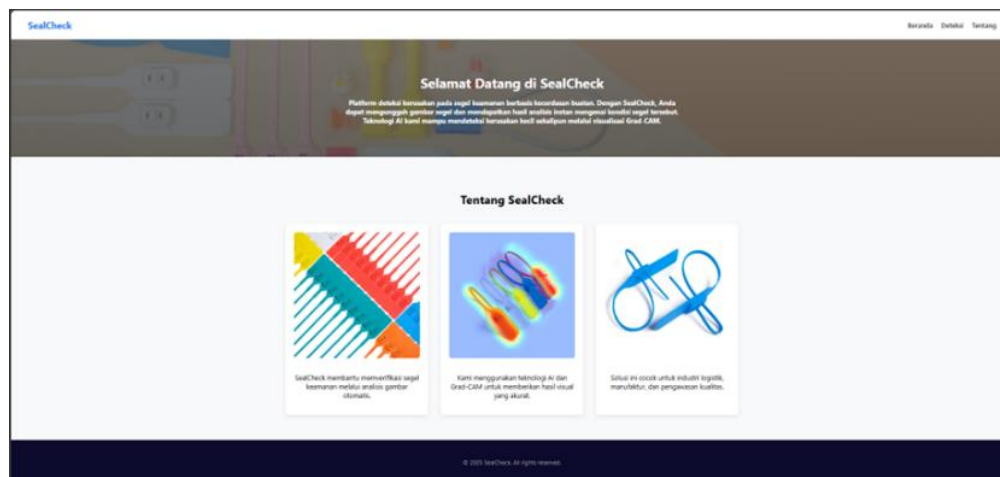 SealCheck
Beranda Deteksi Tentang
Selamat Datang di SealCheck
Platform deteksi kerusakan pada segel keamanan berbasis kecerdasan buatan. Dengan SealCheck, Anda
dapat mengunggah gambar segel dan mendapatkan hasil analisis instan mengenai kondisi segel tersebut.
Teknologi AI kami mampu mendeteksi kerusakan kecil sekalipun melalui visualisasi Grad-CAM.
Tentang SealCheck
SealCheck membantu memverifikasi segel
keamanan melalui analisis gambar
otomatis.
Kami menggunakan teknologi AI dan
Grad-CAM untuk memberikan hasil visual
yang akurat.
Solusi ini cocok untuk industri logistik,
manufaktur, dan pengawasan kualitas.
© 2025 SealCheck. All rights reserved.